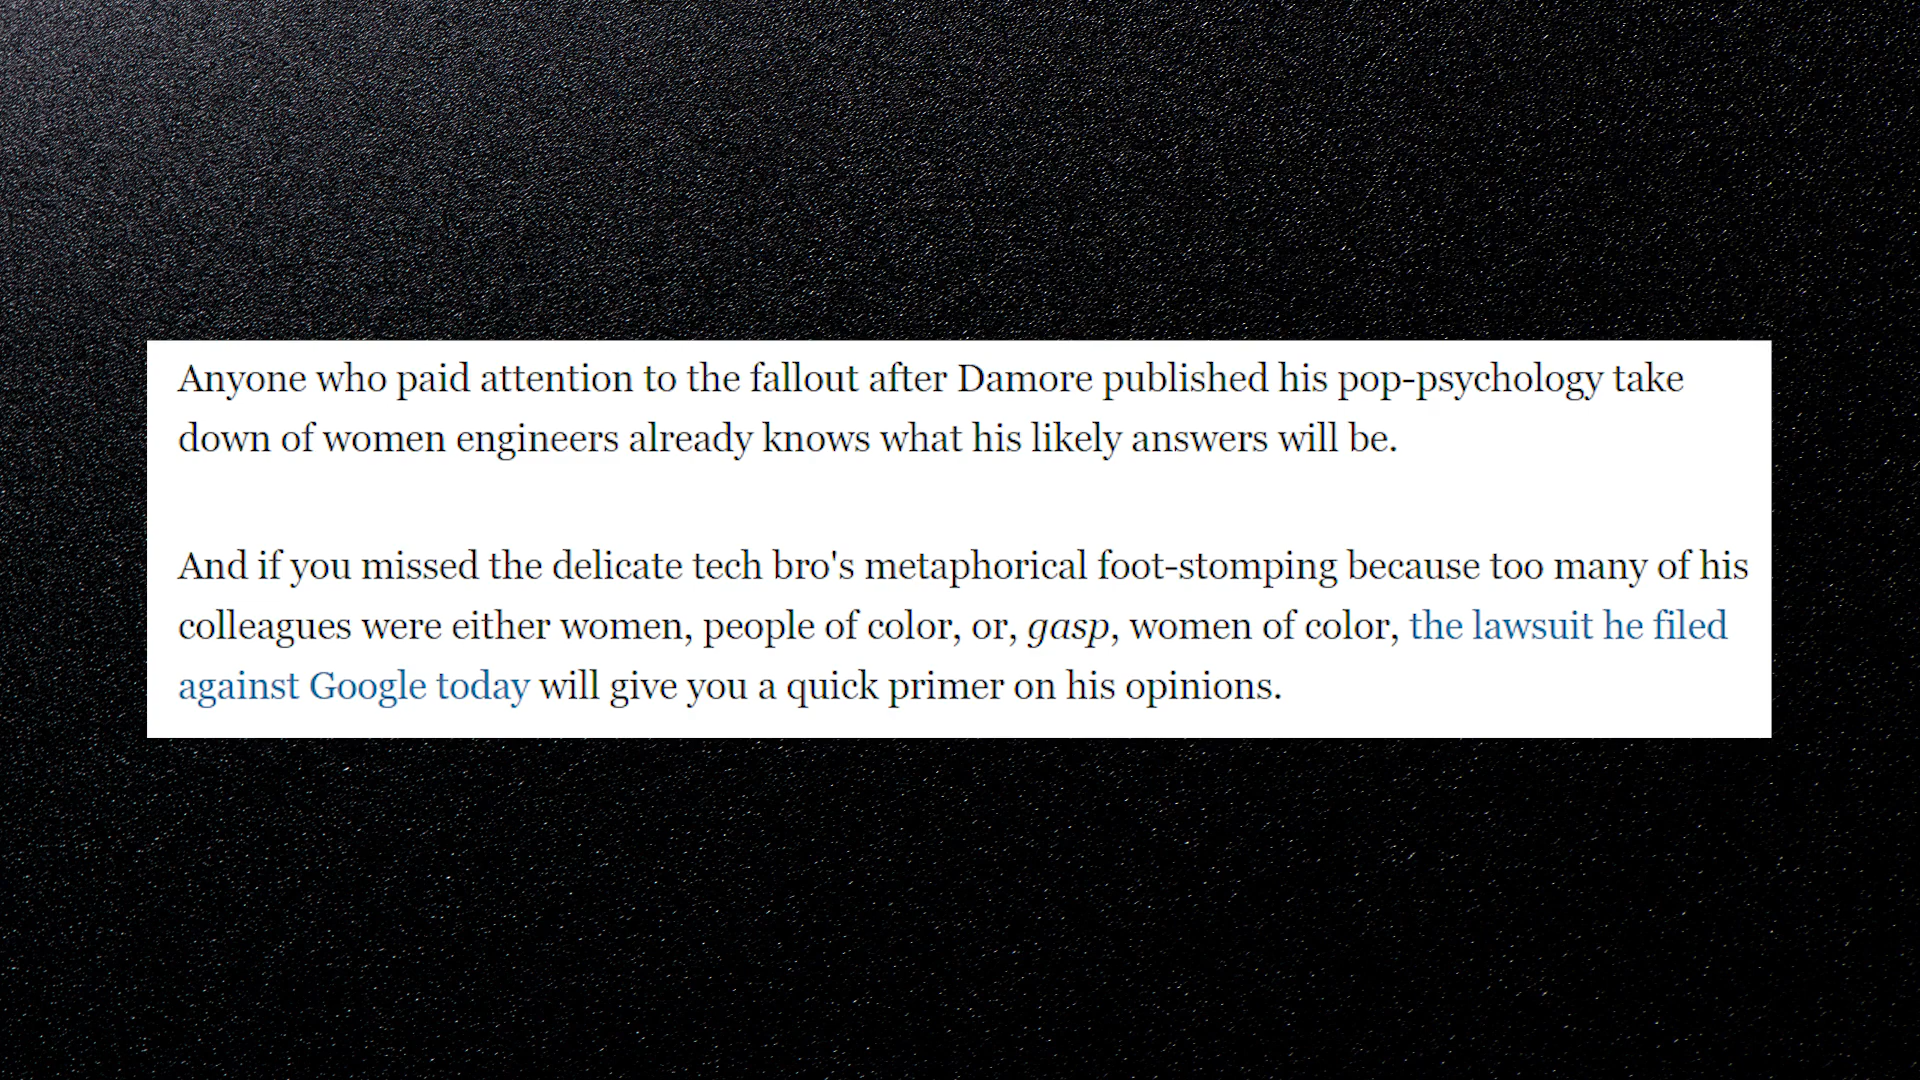 Anyone who paid attention to the fallout after Damore published his pop-psychology take
down of women engineers already knows what his likely answers will be.
And if you missed the delicate tech bro's metaphorical foot-stomping because too many of his
colleagues were either women, people of color, or, gasp, women of color, the lawsuit he filed
against Google today will give you a quick primer on his opinions.